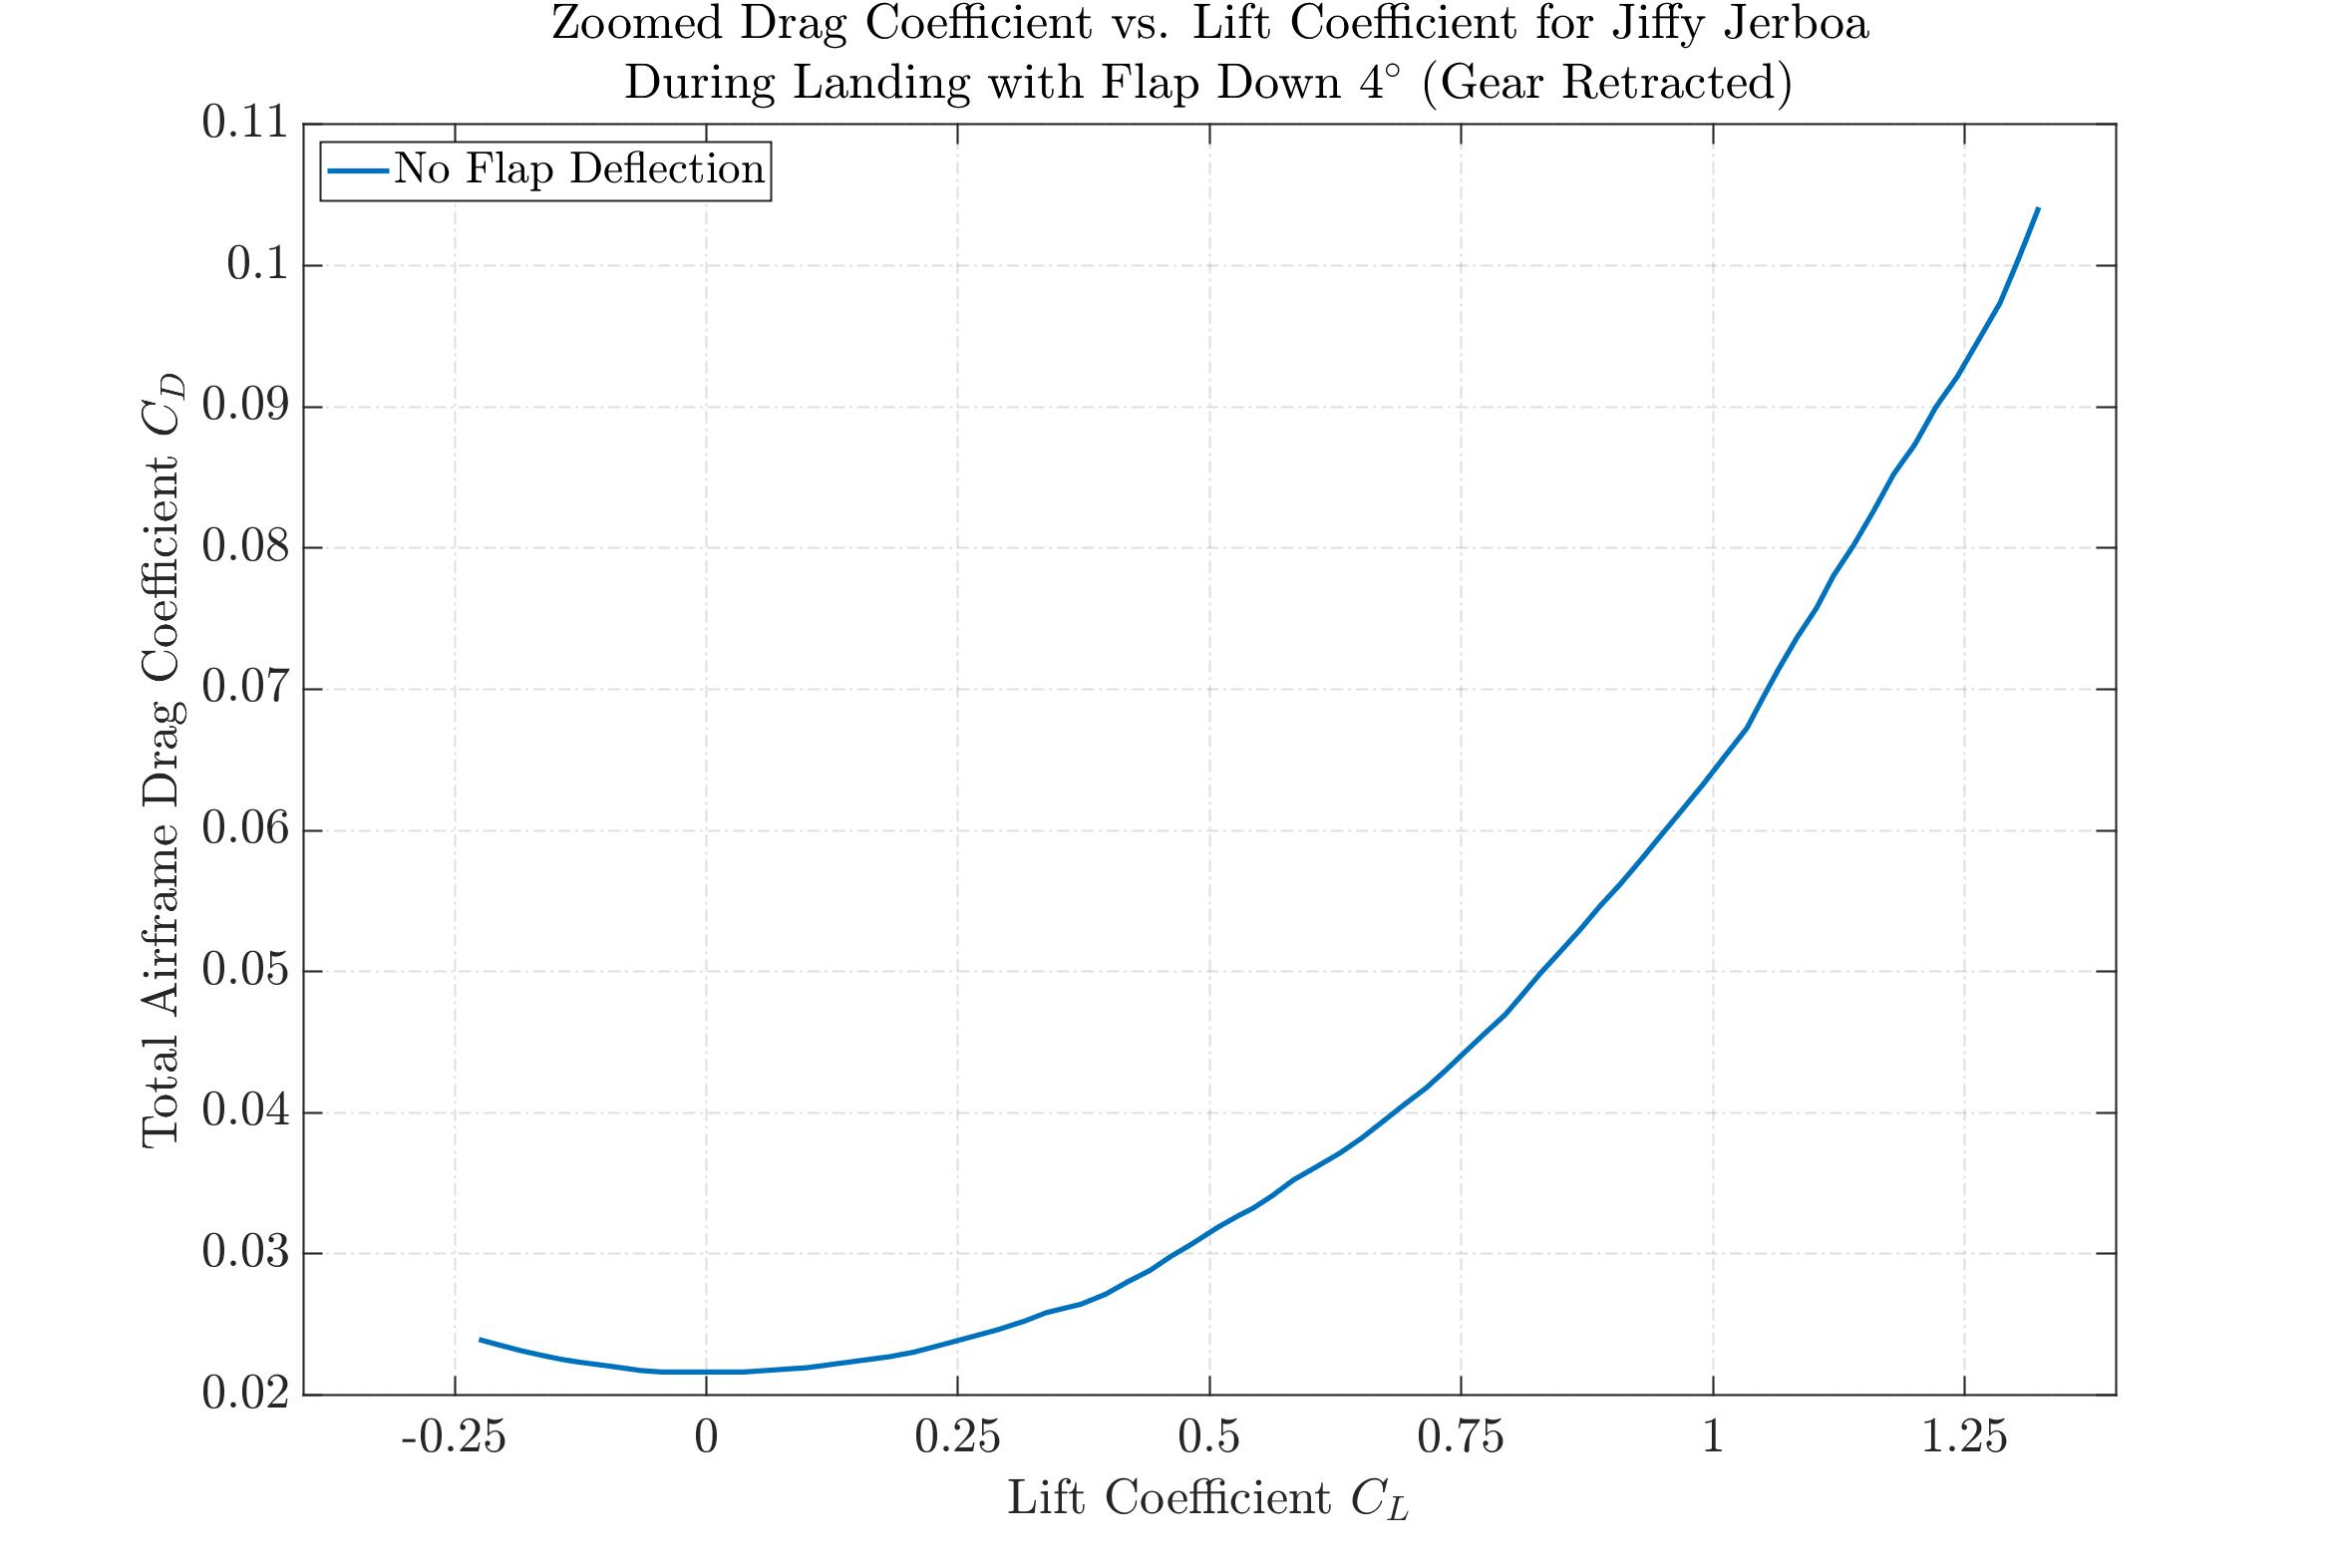 Zoomed Drag Coefficient vs. Lift Coefficient for Jiffy Jerboa
During Landing with Flap Down 4° (Gear Retracted)
No Flap Deflection
Total Airframe Drag Coefficient C_D
0.11
0.1
0.09
0.08
0.07
0.06
0.05
0.04
0.03
0.02
-0.25 0 0.25 0.5 0.75 1 1.25
Lift Coefficient C_L